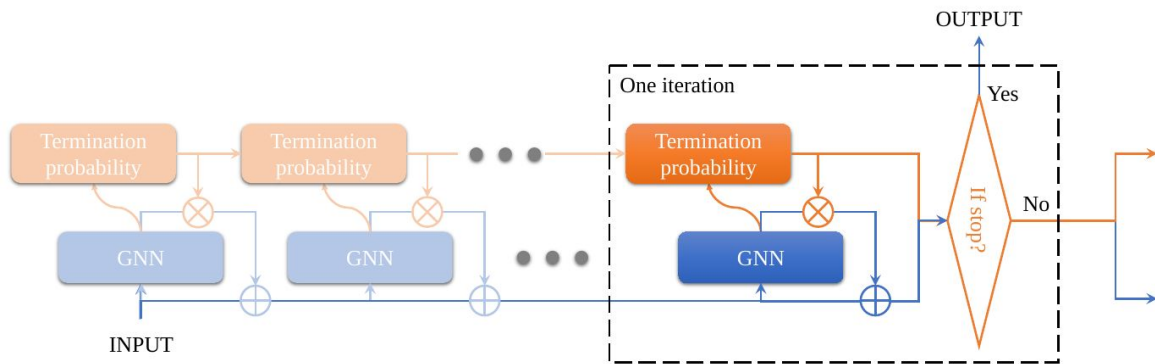 OUTPUT
One iteration
Yes
Termination
probability
Termination
probability
Termination
probability
If stop?
No
GNN
GNN
GNN
INPUT